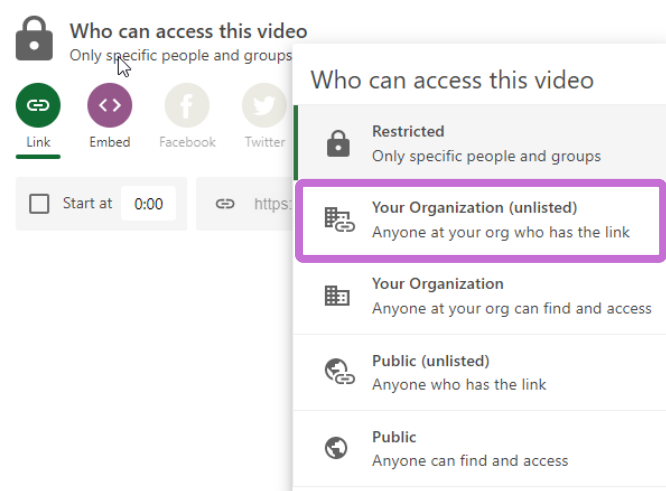 Who can access this video
Only specific people and groups
Link
Embed
Facebook
Twitter
Start at
0:00
https:
Who can access this video
Restricted
Only specific people and groups
Your Organization (unlisted)
Anyone at your org who has the link
Your Organization
Anyone at your org can find and access
Public (unlisted)
Anyone who has the link
Public
Anyone can find and access